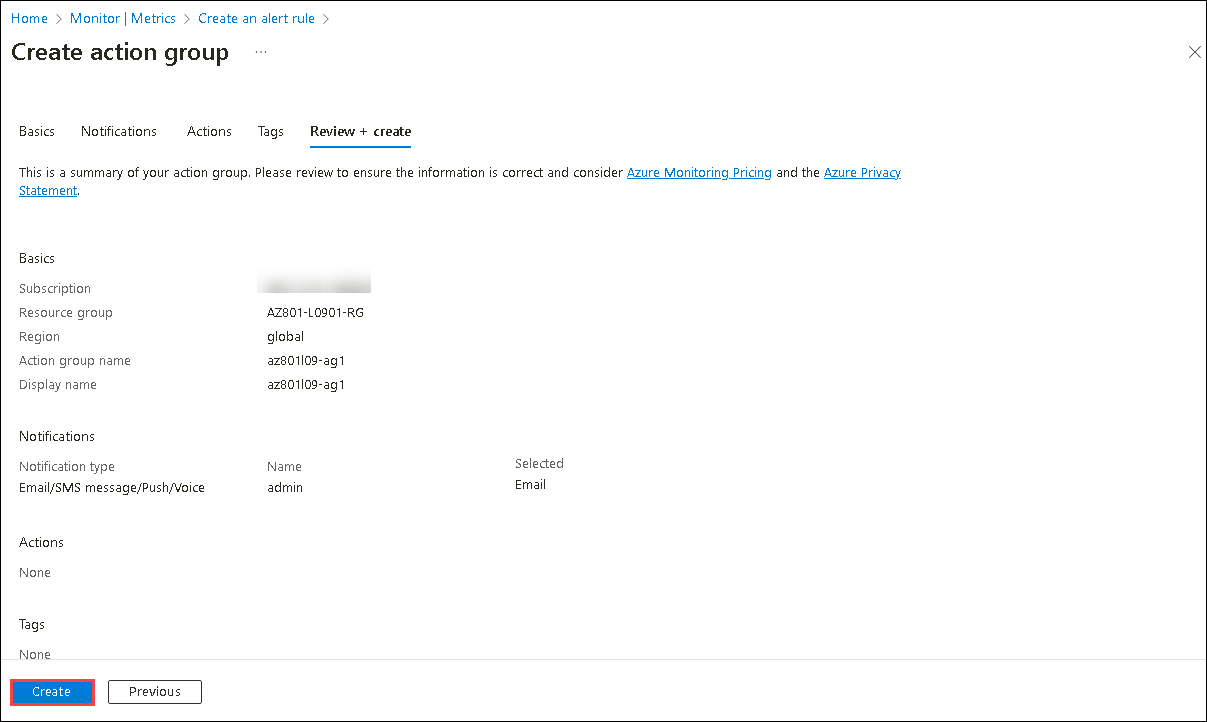 Home > Monitor | Metrics > Create an alert rule >
Create action group ...
Basics Notifications Actions Tags Review + create
This is a summary of your action group. Please review to ensure the information is correct and consider Azure Monitoring Pricing and the Azure Privacy
Statement.
Basics
Subscription
Resource group AZ801-L0901-RG
Region global
Action group name az801l09-ag1
Display name az801l09-ag1
Notifications
Notification type Name Selected
Email/SMS message/Push/Voice admin Email
Actions
None
Tags
None
Create Previous